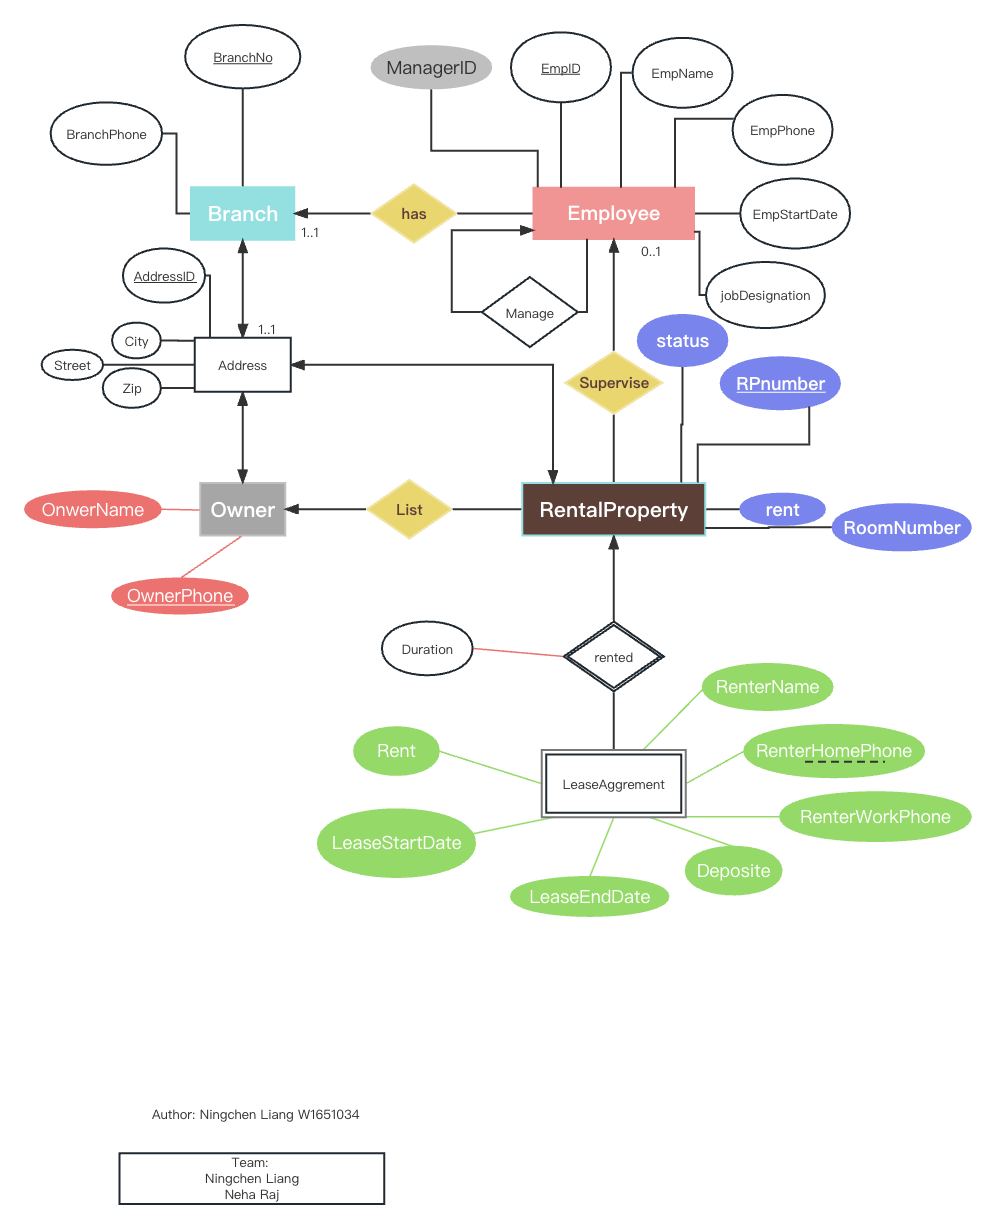 BranchNo
ManagerID
EmpID
EmpName
BranchPhone
EmpPhone
Branch
has
Employee
EmpStartDate
1..1
0..1
AddressID
jobDesignation
Manage
1..1
City
status
Street
Address
Zip
Supervise
RPnumber
OnwerName
Owner
List
RentalProperty
rent
RoomNumber
OwnerPhone
Duration
rented
RenterName
Rent
RenterHomePhone
LeaseAggrement
RenterWorkPhone
LeaseStartDate
Deposite
LeaseEndDate
Author: Ningchen Liang W1651034
Team:
Ningchen Liang
Neha Raj